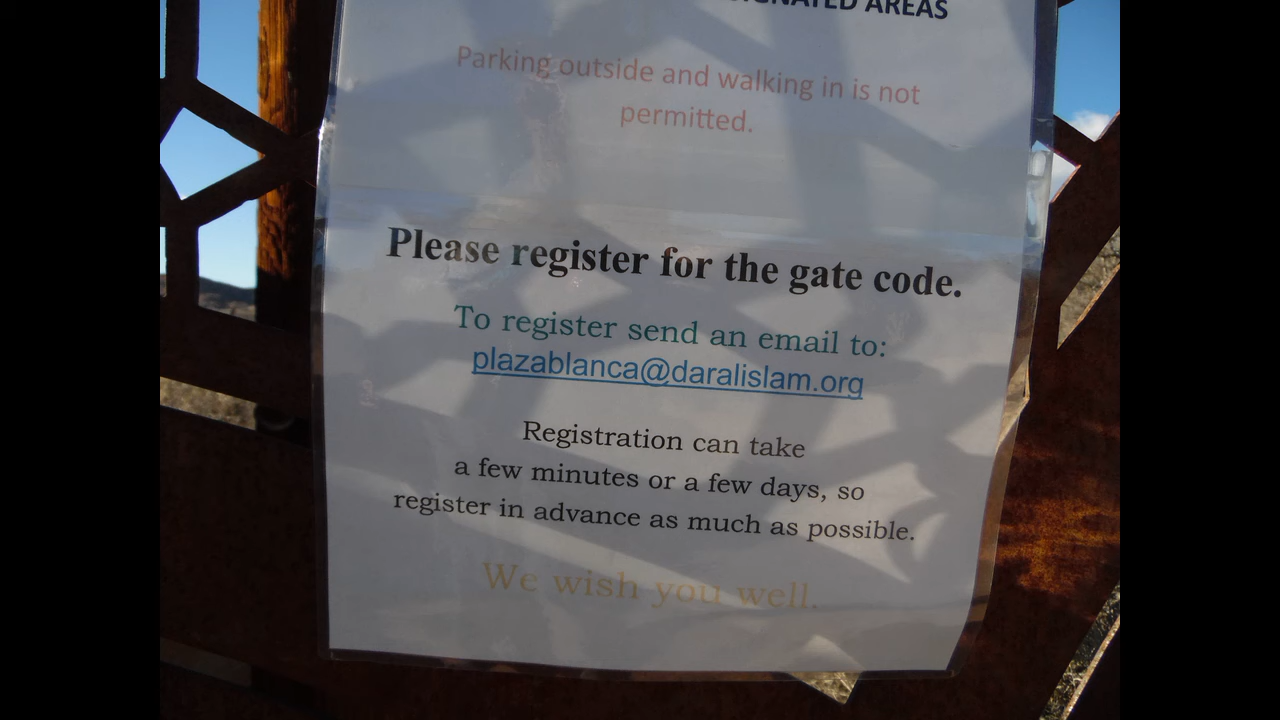 AREAS
Parking outside and walking in is not
permitted.
Please register for the gate code.
To register send an email to:
plazablanca@daralislam.org
Registration can take
a few minutes or a few days, so
register in advance as much as possible.
We wish you well.